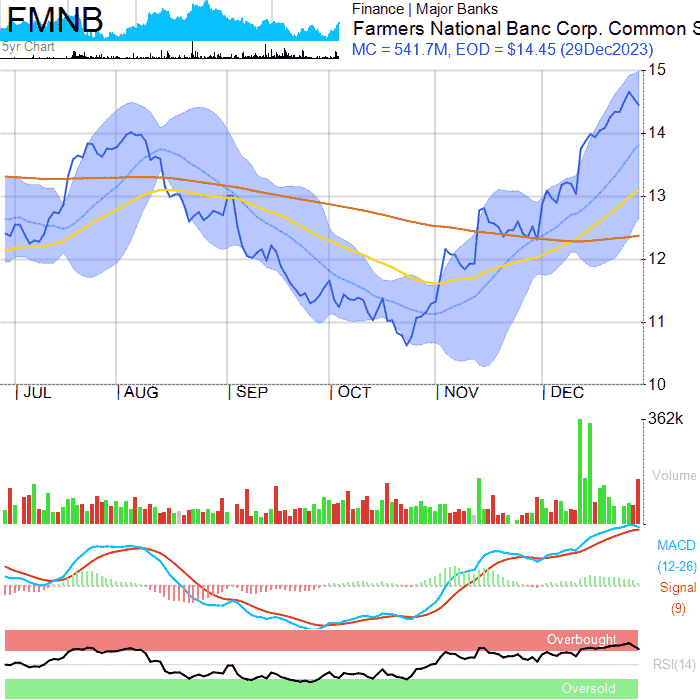 FMNB
5yr Chart
Finance | Major Banks
Farmers National Banc Corp. Common S
MC = 541.7M, EOD = $14.45 (29Dec2023)
15
14
13
12
11
10
| JUL | AUG | SEP | OCT | NOV | DEC
362k
Volume
MACD
(12-26)
Signal
(9)
Overbought
RSI(14)
Oversold